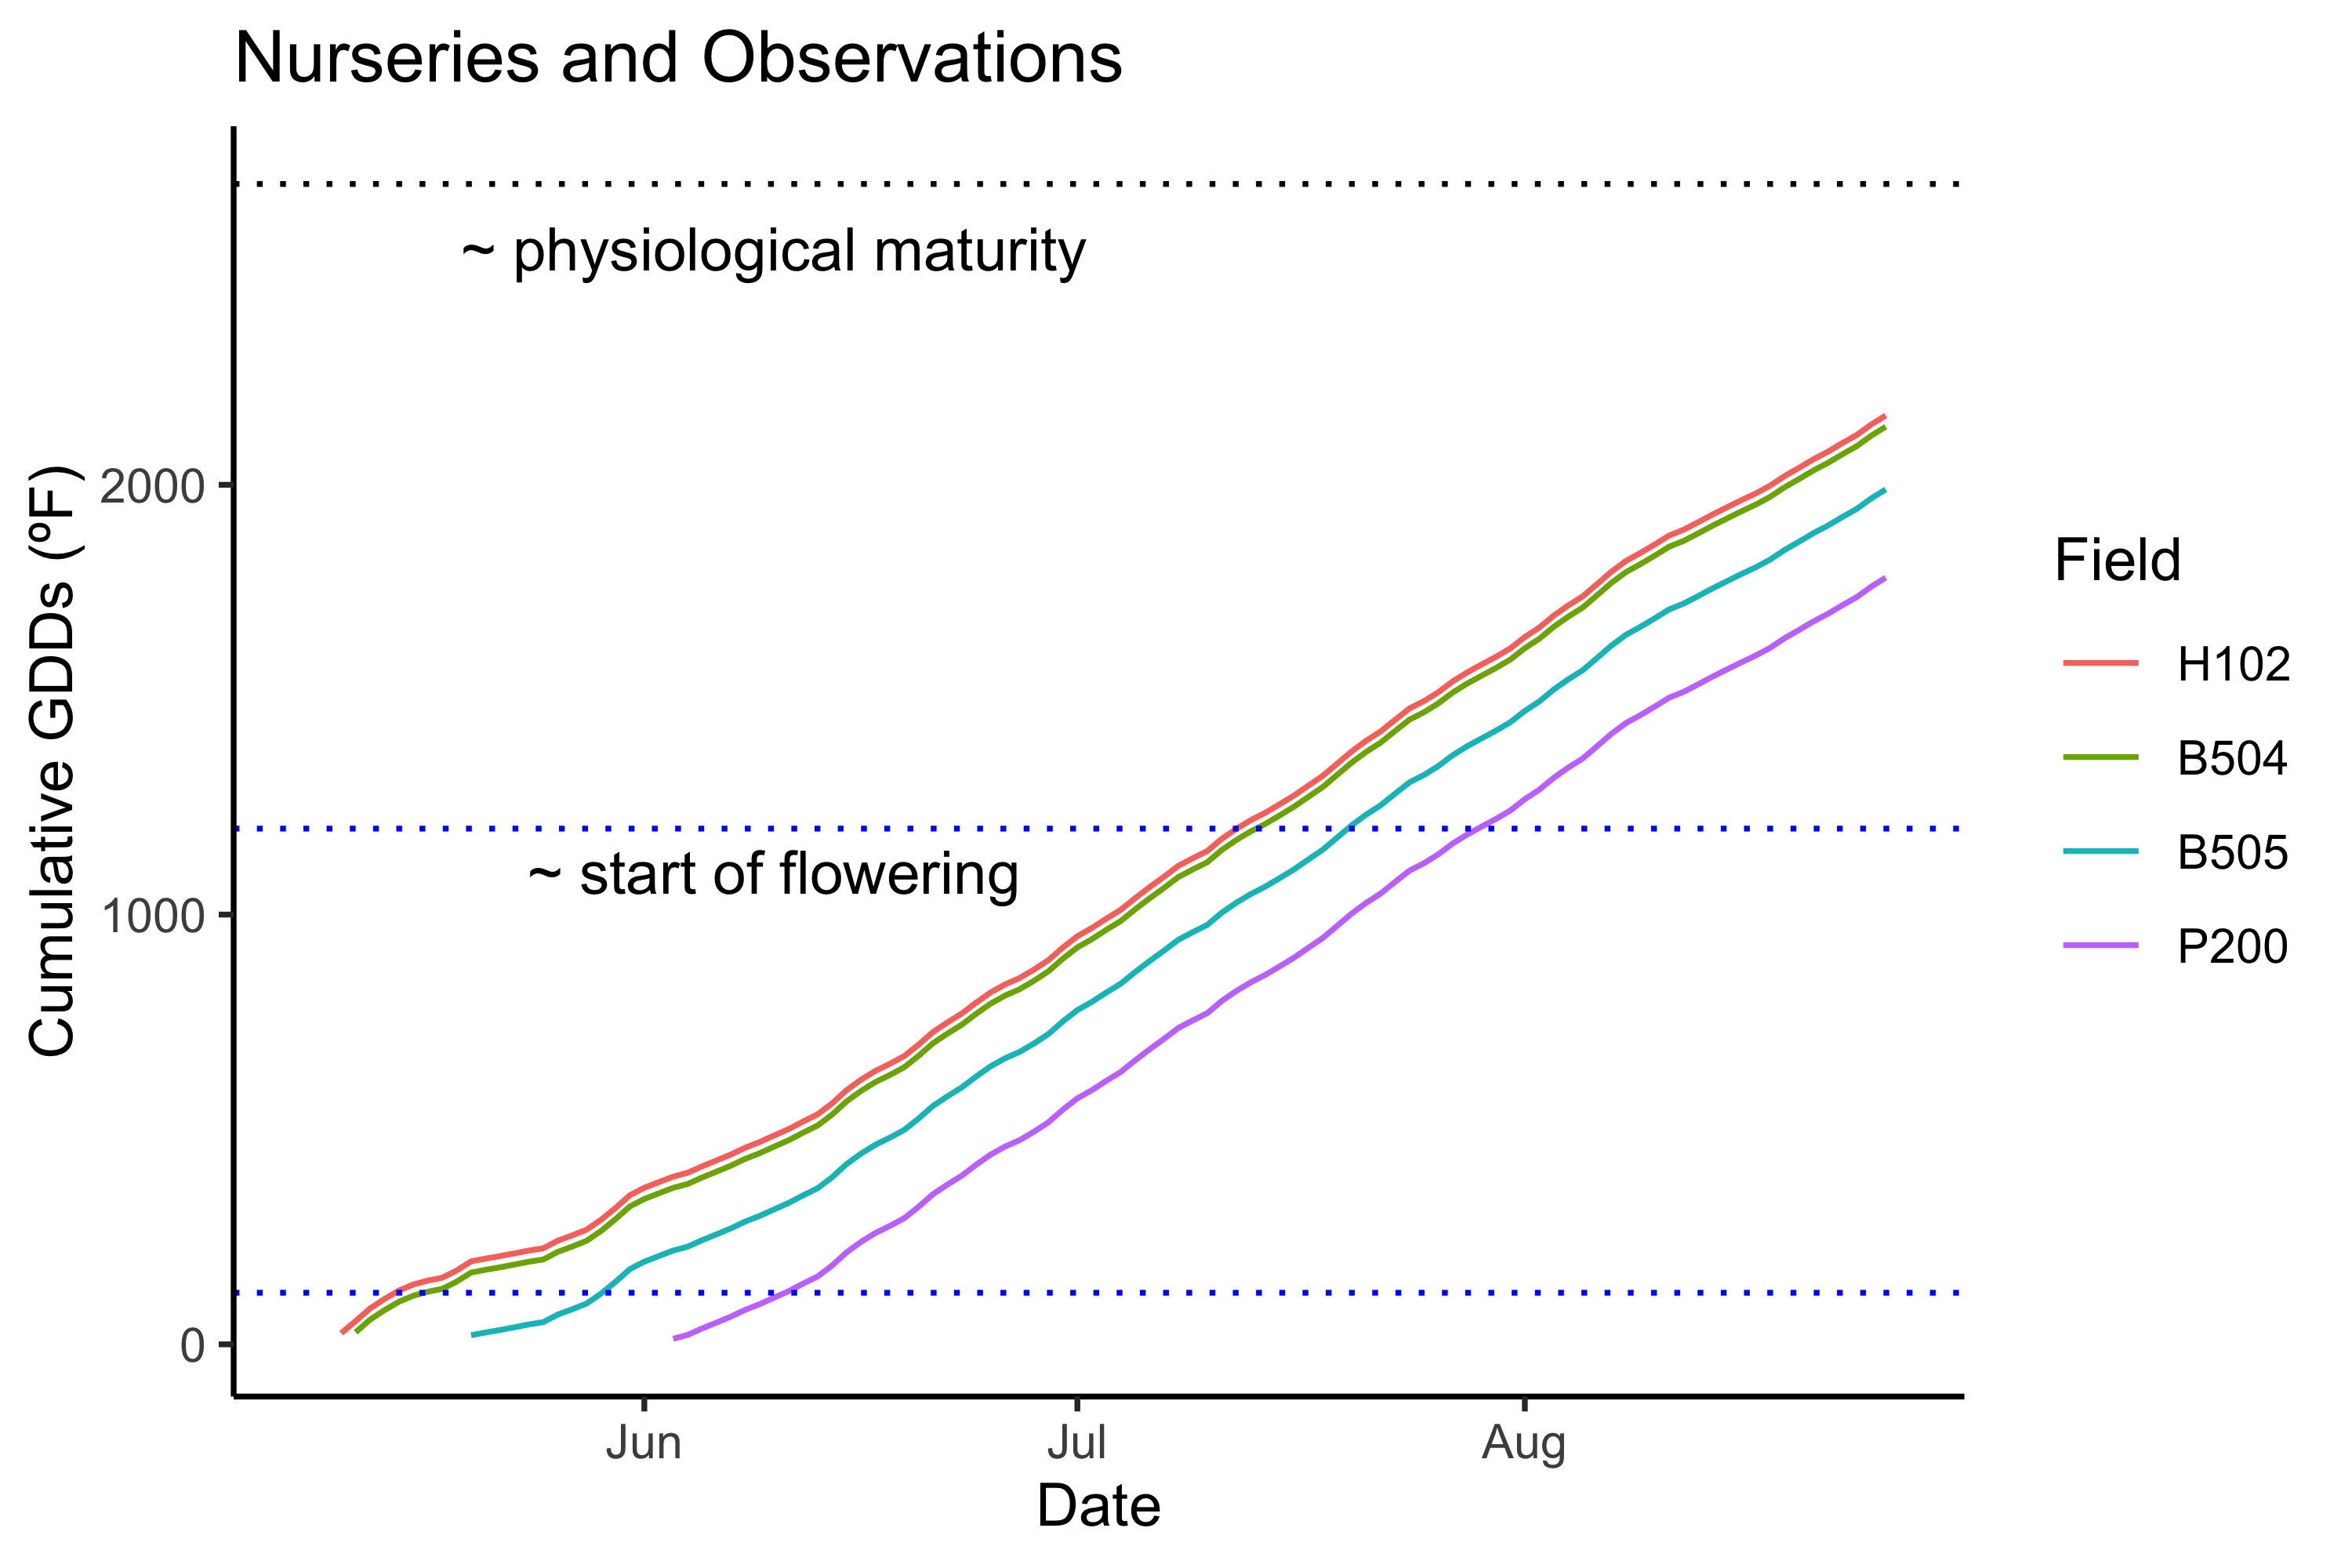 Nurseries and Observations
~ physiological maturity
~ start of flowering
Cumulative GDDs (ºF)
2000
1000
0
Jun
Jul
Aug
Date
Field
H102
B504
B505
P200